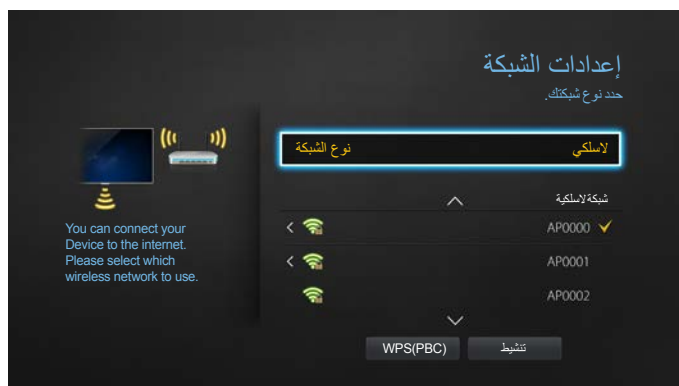 إعدادات الشبكة
حدد نوع شبكتك.
لاسلكي نوع الشبكة
شبكة لاسلكية
AP0000
AP0001
AP0002
You can connect your
Device to the internet.
Please select which
wireless network to use.
تنشيط WPS(PBC)